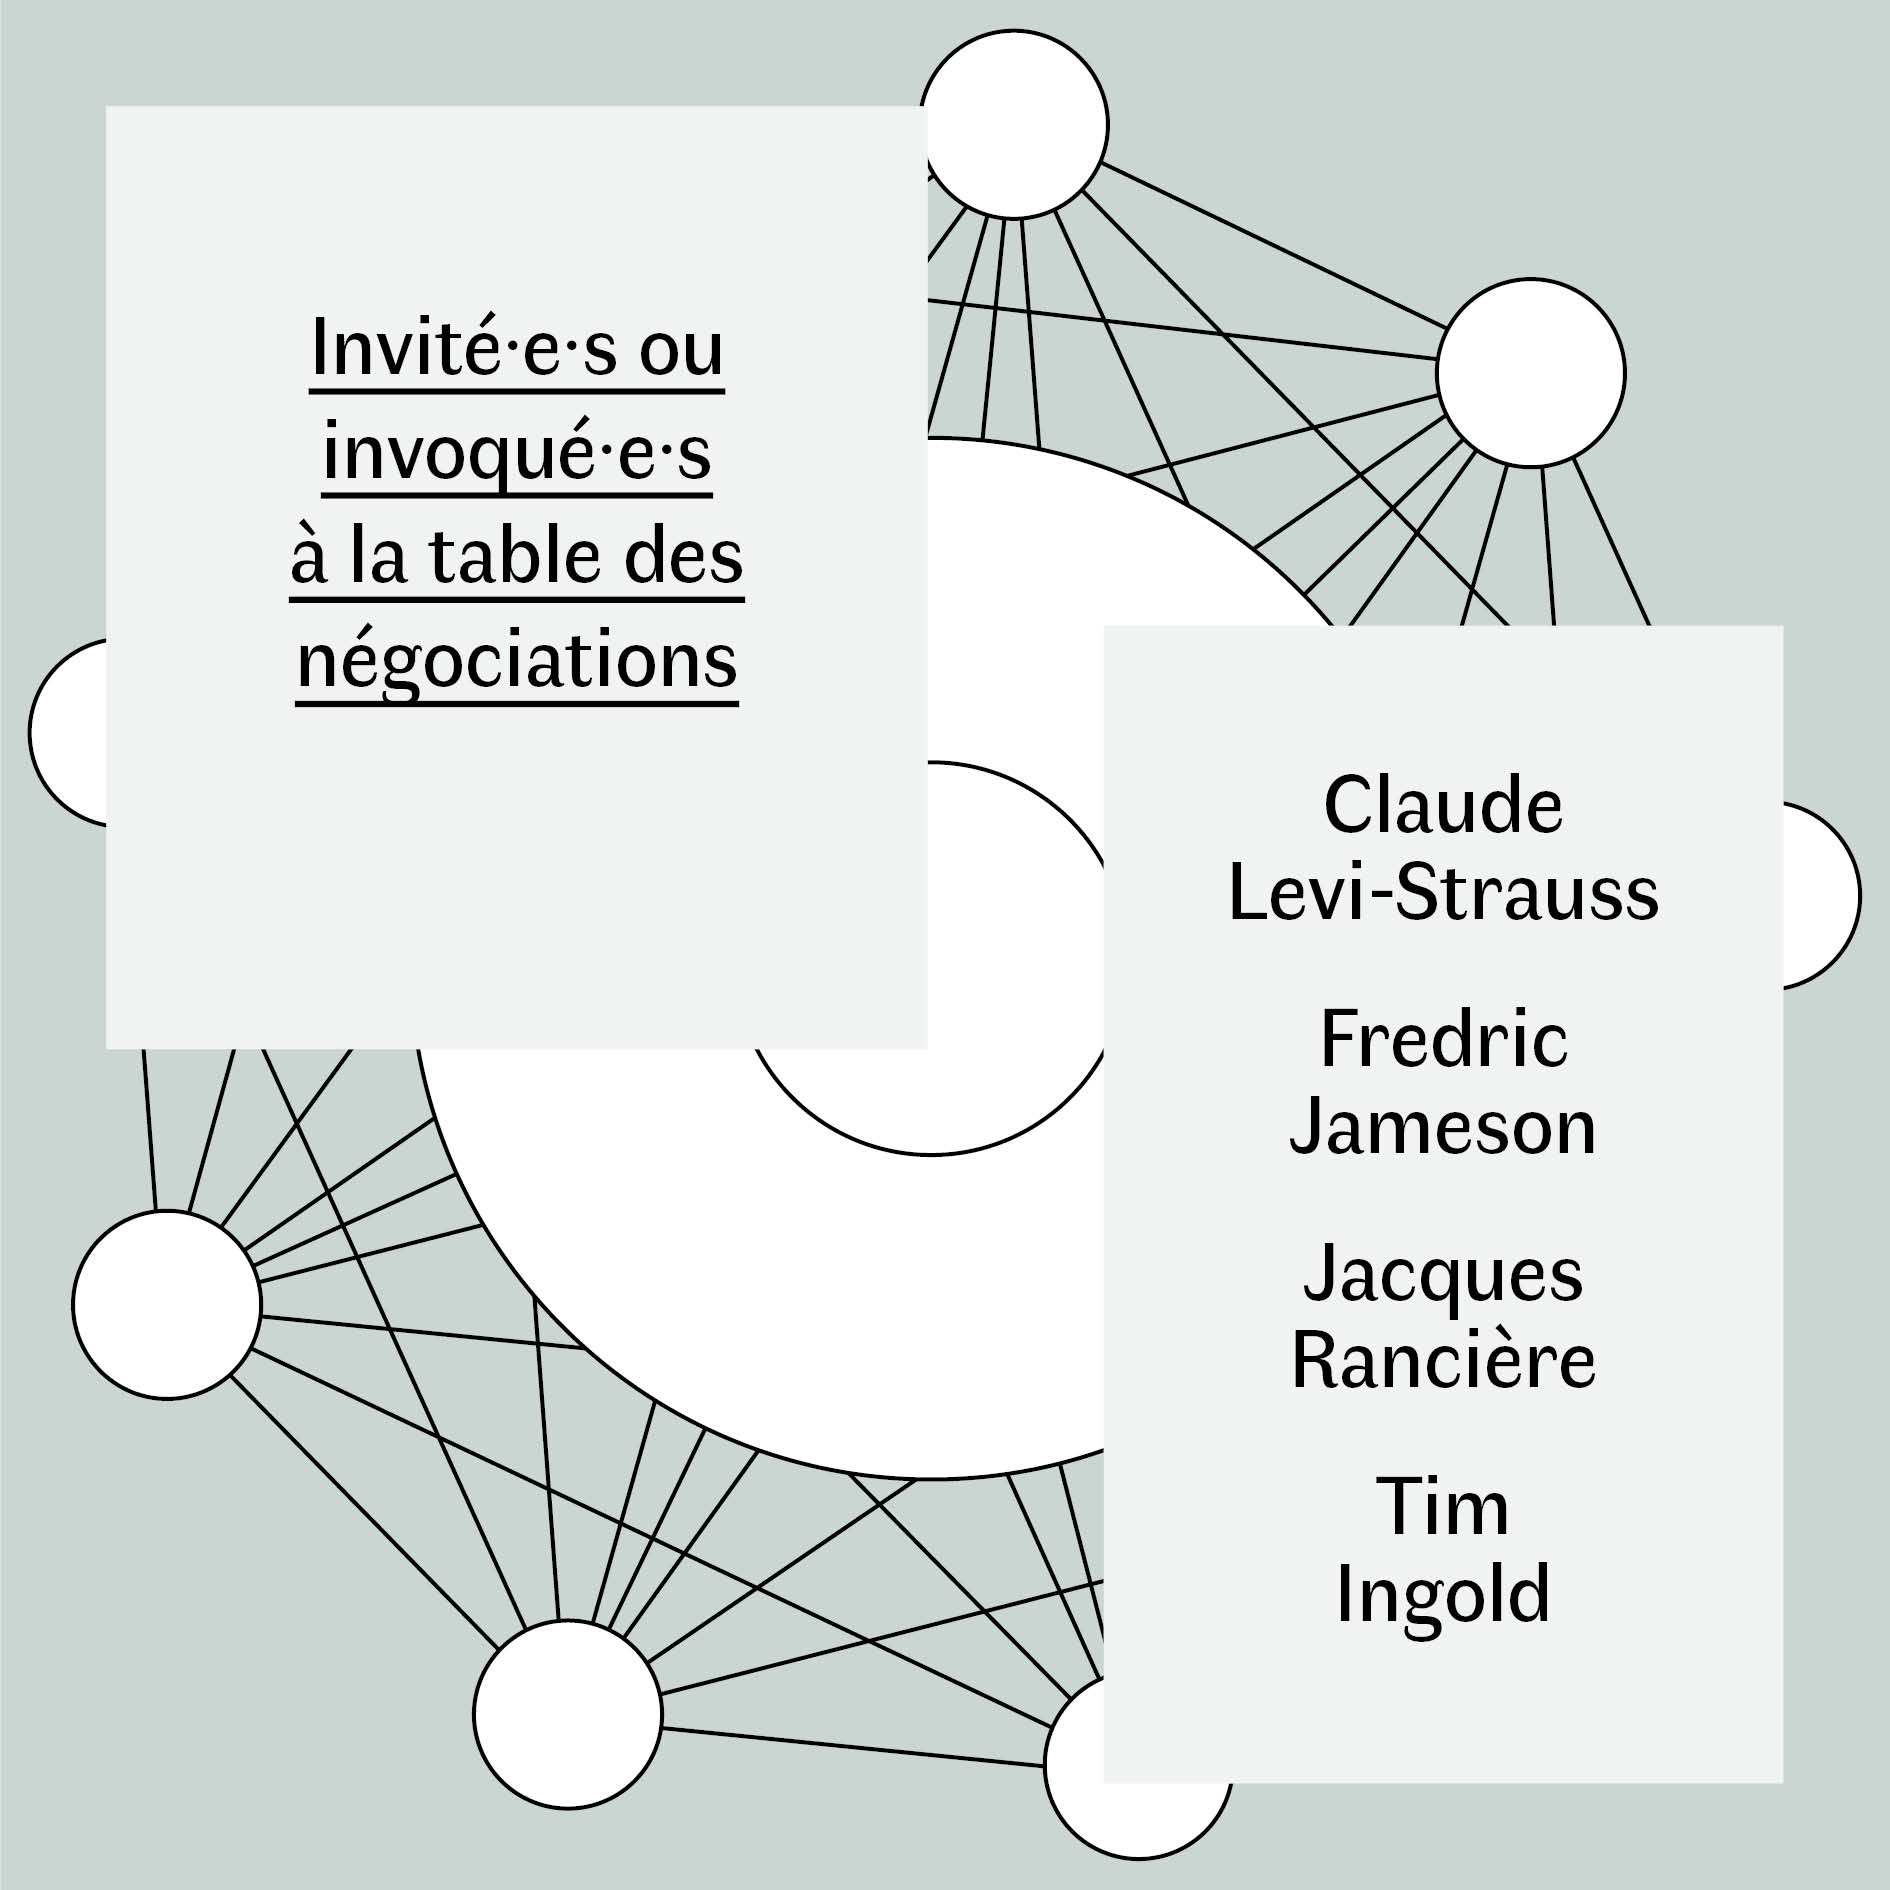 Invité·e·s ou
invoqué·e·s
à la table des
négociations
Claude
Levi-Strauss
Fredric
Jameson
Jacques
Rancière
Tim
Ingold